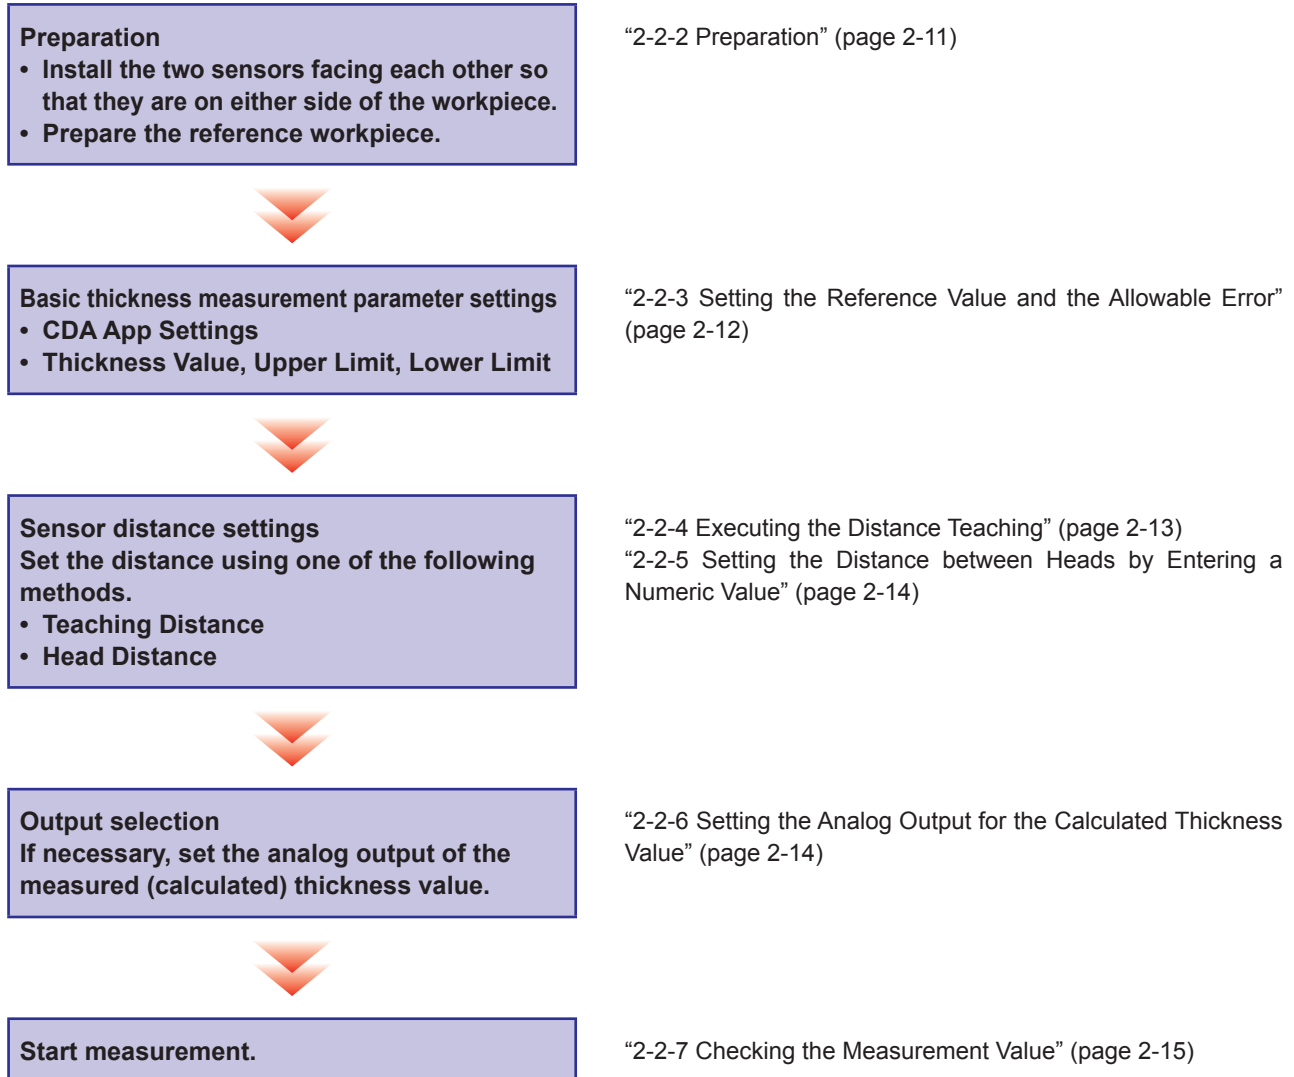 Preparation
• Install the two sensors facing each other so
that they are on either side of the workpiece.
• Prepare the reference workpiece.
“2-2-2 Preparation” (page 2-11)
Basic thickness measurement parameter settings
• CDA App Settings
• Thickness Value, Upper Limit, Lower Limit
“2-2-3 Setting the Reference Value and the Allowable Error”
(page 2-12)
Sensor distance settings
Set the distance using one of the following
methods.
• Teaching Distance
• Head Distance
“2-2-4 Executing the Distance Teaching” (page 2-13)
“2-2-5 Setting the Distance between Heads by Entering a
Numeric Value” (page 2-14)
Output selection
If necessary, set the analog output of the
measured (calculated) thickness value.
“2-2-6 Setting the Analog Output for the Calculated Thickness
Value” (page 2-14)
Start measurement.
“2-2-7 Checking the Measurement Value” (page 2-15)